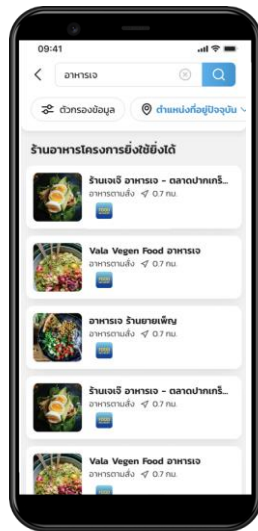 09:41
อาหารเจ
ตัวกรองข้อมูล
ตำแหน่งที่อยู่ปัจจุบัน
ร้านอาหารโครงการยิ่งใช้ยิ่งได้
ร้านเจเจ๊ อาหารเจ - ตลาดปากเกร็...
อาหารตามสั่ง 0.7 กม.
Vala Vegen Food อาหารเจ
อาหารตามสั่ง 0.7 กม.
อาหารเจ ร้านยายเพ็ญ
อาหารตามสั่ง 0.7 กม.
ร้านเจเจ๊ อาหารเจ - ตลาดปากเกร็...
อาหารตามสั่ง 0.7 กม.
Vala Vegen Food อาหารเจ
อาหารตามสั่ง 0.7 กม.